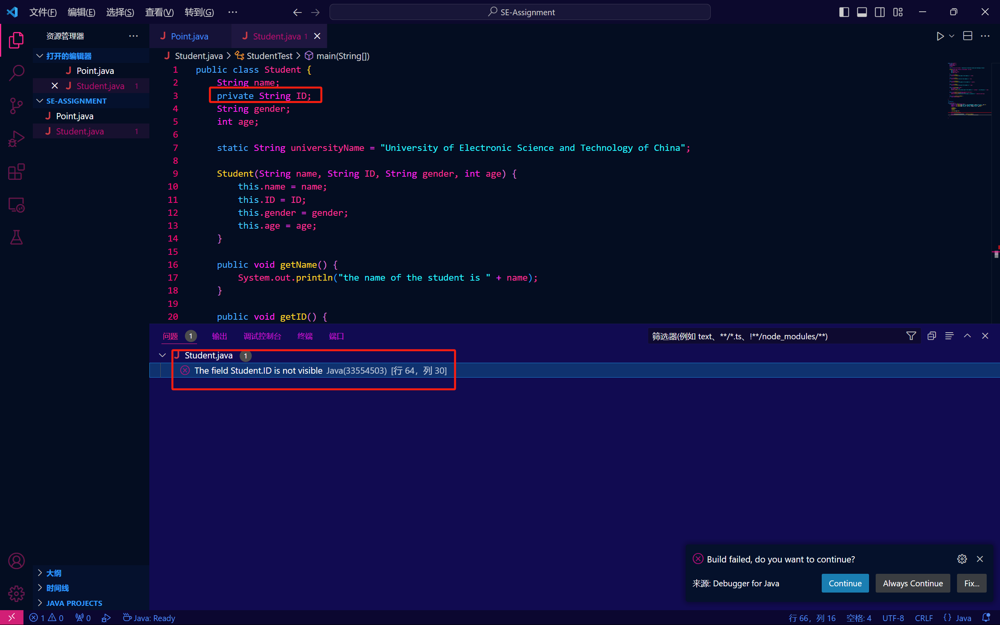 文件(F) 编辑(E) 选择(S) 查看(V) 转到(G) ··· SE-Assignment
资源管理器 ···
打开的编辑器
Point.java
Student.java 1
SE-ASSIGNMENT
Point.java
Student.java 1
大纲
时间线
JAVA PROJECTS
Point.java Student.java 1
Student.java > StudentTest > main(String[])
1 public class Student {
2 String name;
3 private String ID;
4 String gender;
5 int age;
6
7 static String universityName = "University of Electronic Science and Technology of China";
8
9 Student(String name, String ID, String gender, int age) {
10 this.name = name;
11 this.ID = ID;
12 this.gender = gender;
13 this.age = age;
14 }
15
16 public void getName() {
17 System.out.println("the name of the student is " + name);
18 }
19
20 public void getID() {
问题 1 输出 调试控制台 终端 端口 筛选器(例如 text、**/*.ts、!**/node_modules/**)
Student.java 1
The field Student.ID is not visible Java(33554503) [行 64，列 30]
Build failed, do you want to continue?
来源: Debugger for Java Continue Always Continue Fix...
1 0 0 Java: Ready 行 66，列 16 空格: 4 UTF-8 CRLF {} Java